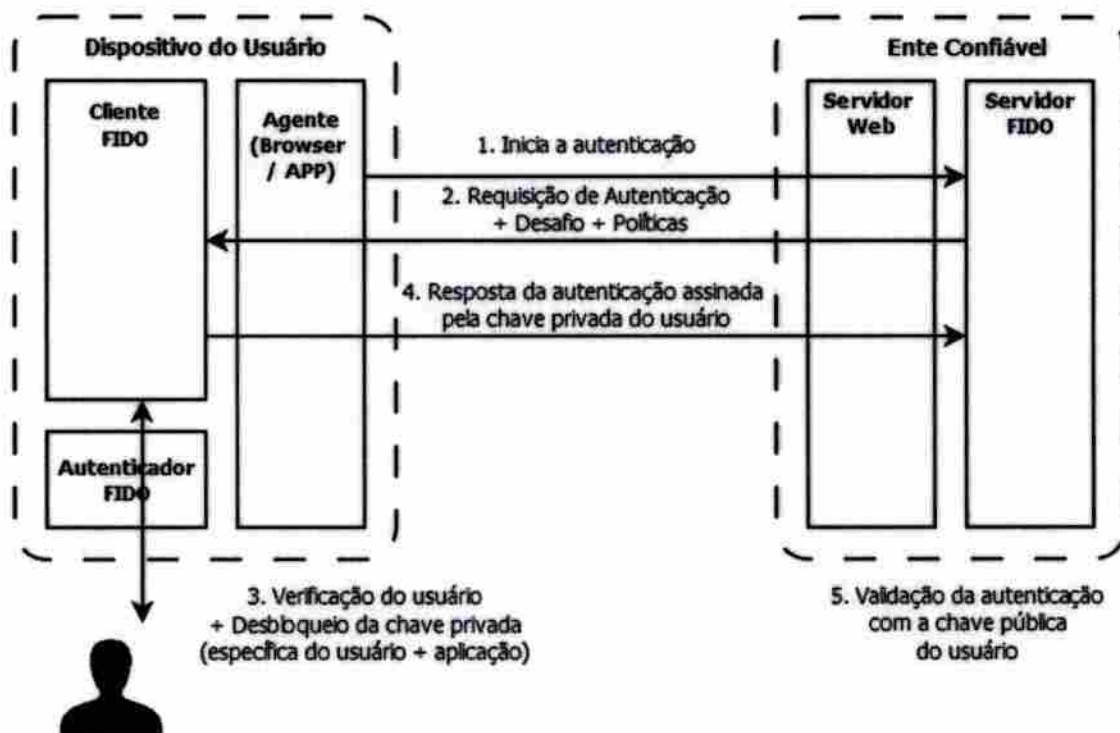 Dispositivo do Usuário
Ente Confiável
Cliente
FIDO
Agente
(Browser
/ APP)
Servidor
Web
Servidor
FIDO
1. Inicia a autenticação
2. Requisição de Autenticação
+ Desafio + Políticas
4. Resposta da autenticação assinada
pela chave privada do usuário
Autenticador
FIDO
3. Verificação do usuário
+ Desbloqueio da chave privada
(específica do usuário + aplicação)
5. Validação da autenticação
com a chave pública
do usuário